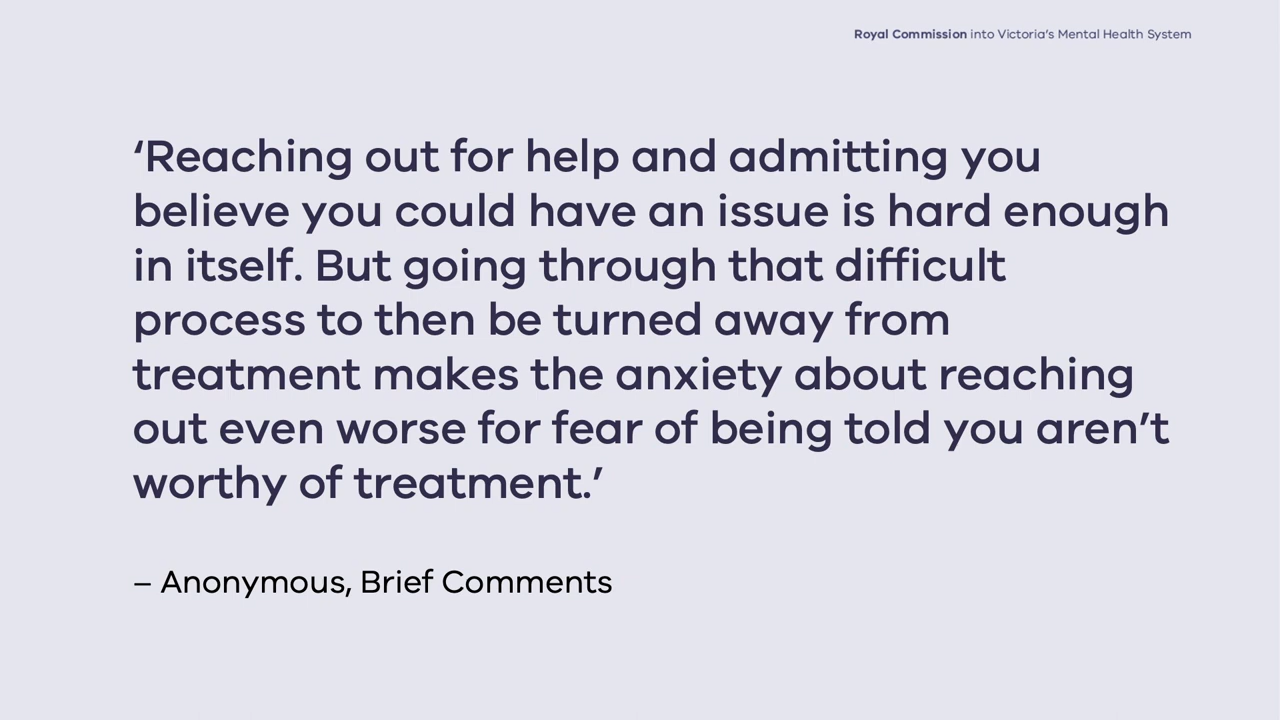 Royal Commission into Victoria’s Mental Health System
‘Reaching out for help and admitting you
believe you could have an issue is hard enough
in itself. But going through that difficult
process to then be turned away from
treatment makes the anxiety about reaching
out even worse for fear of being told you aren’t
worthy of treatment.’
– Anonymous, Brief Comments